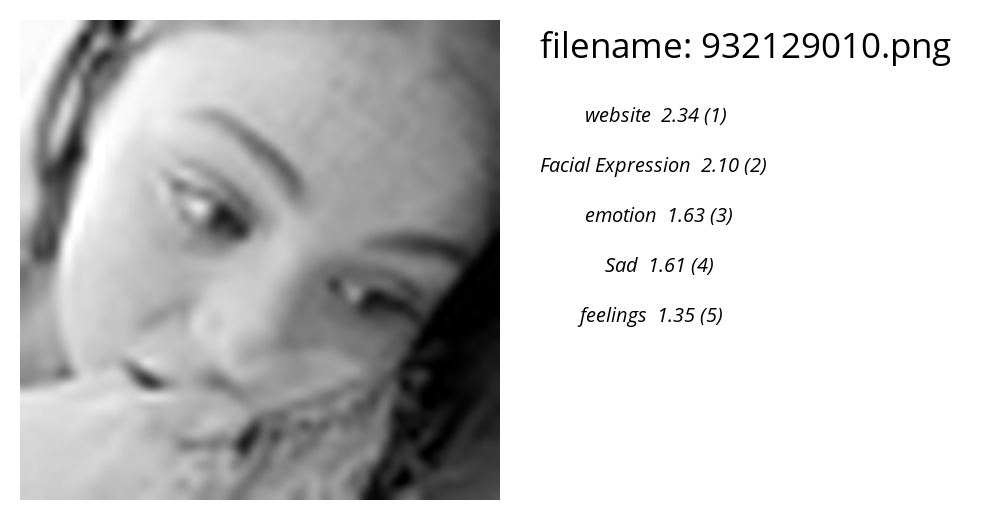 filename: 932129010.png
website 2.34 (1)
Facial Expression 2.10 (2)
emotion 1.63 (3)
Sad 1.61 (4)
feelings 1.35 (5)